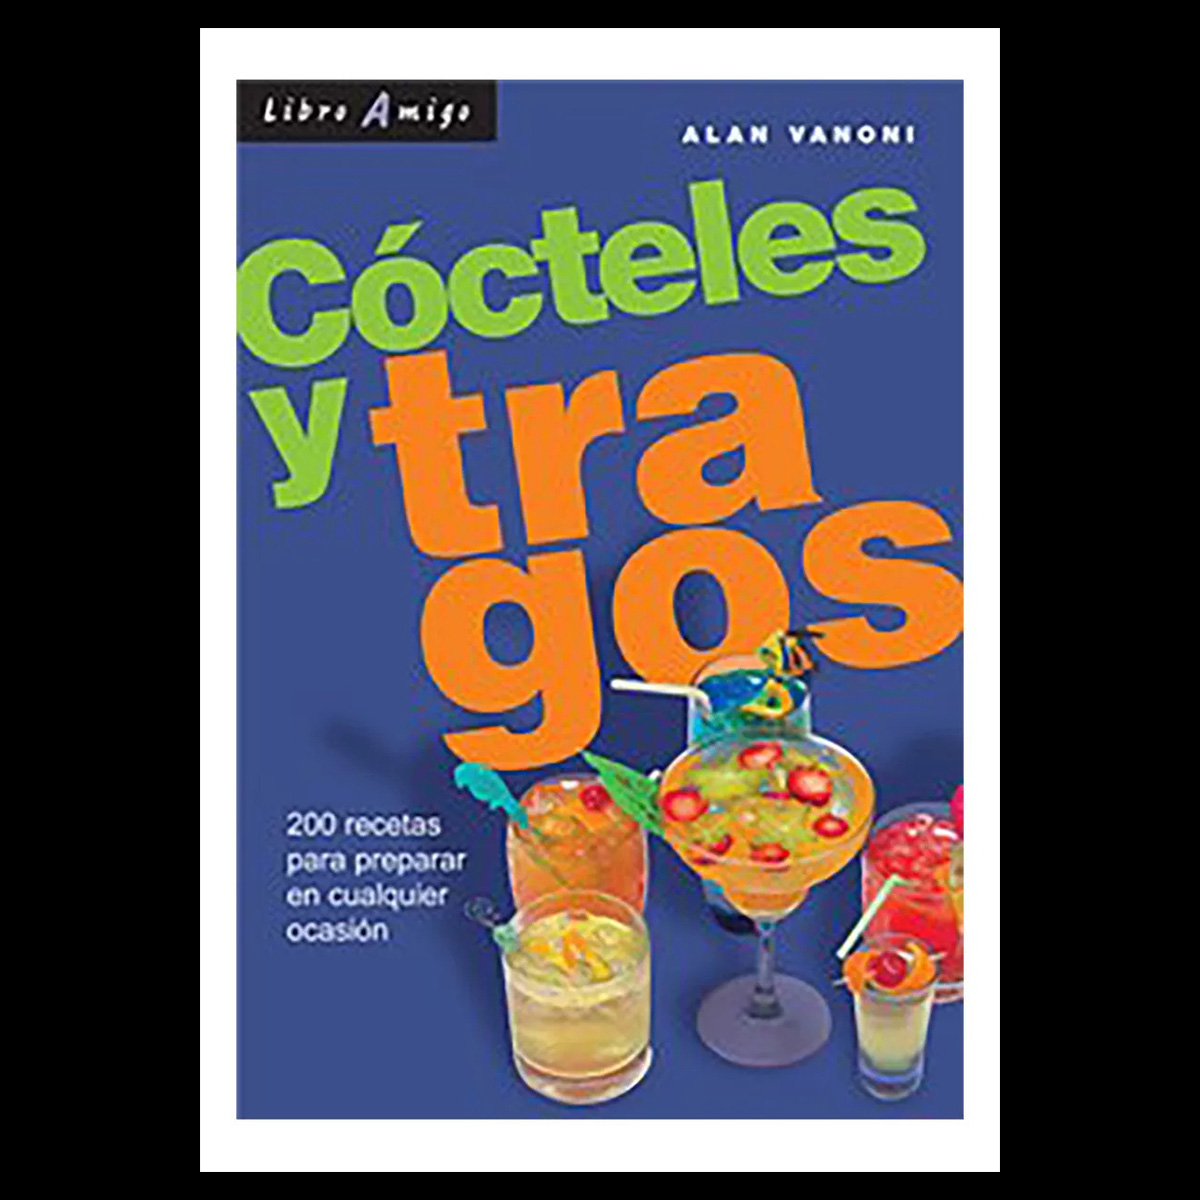 Libro Amigo
ALAN VANONI
Cócteles
y tra
gos
200 recetas
para preparar
en cualquier
ocasión